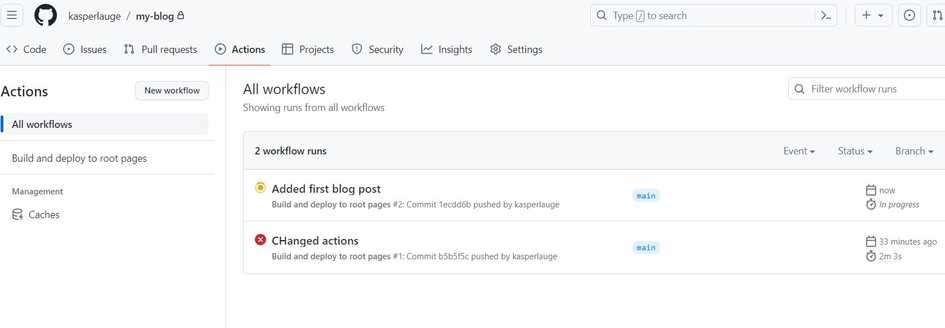 kasperlauge / my-blog
Type / to search
Code Issues Pull requests Actions Projects Security Insights Settings
Actions
New workflow
All workflows
Build and deploy to root pages
Management
Caches
All workflows
Showing runs from all workflows
Filter workflow runs
2 workflow runs
Event Status Branch
Added first blog post
Build and deploy to root pages #2: Commit 1ecdd6b pushed by kasperlauge
main
now
In progress
CHanged actions
Build and deploy to root pages #1: Commit b5b5f5c pushed by kasperlauge
main
33 minutes ago
2m 3s